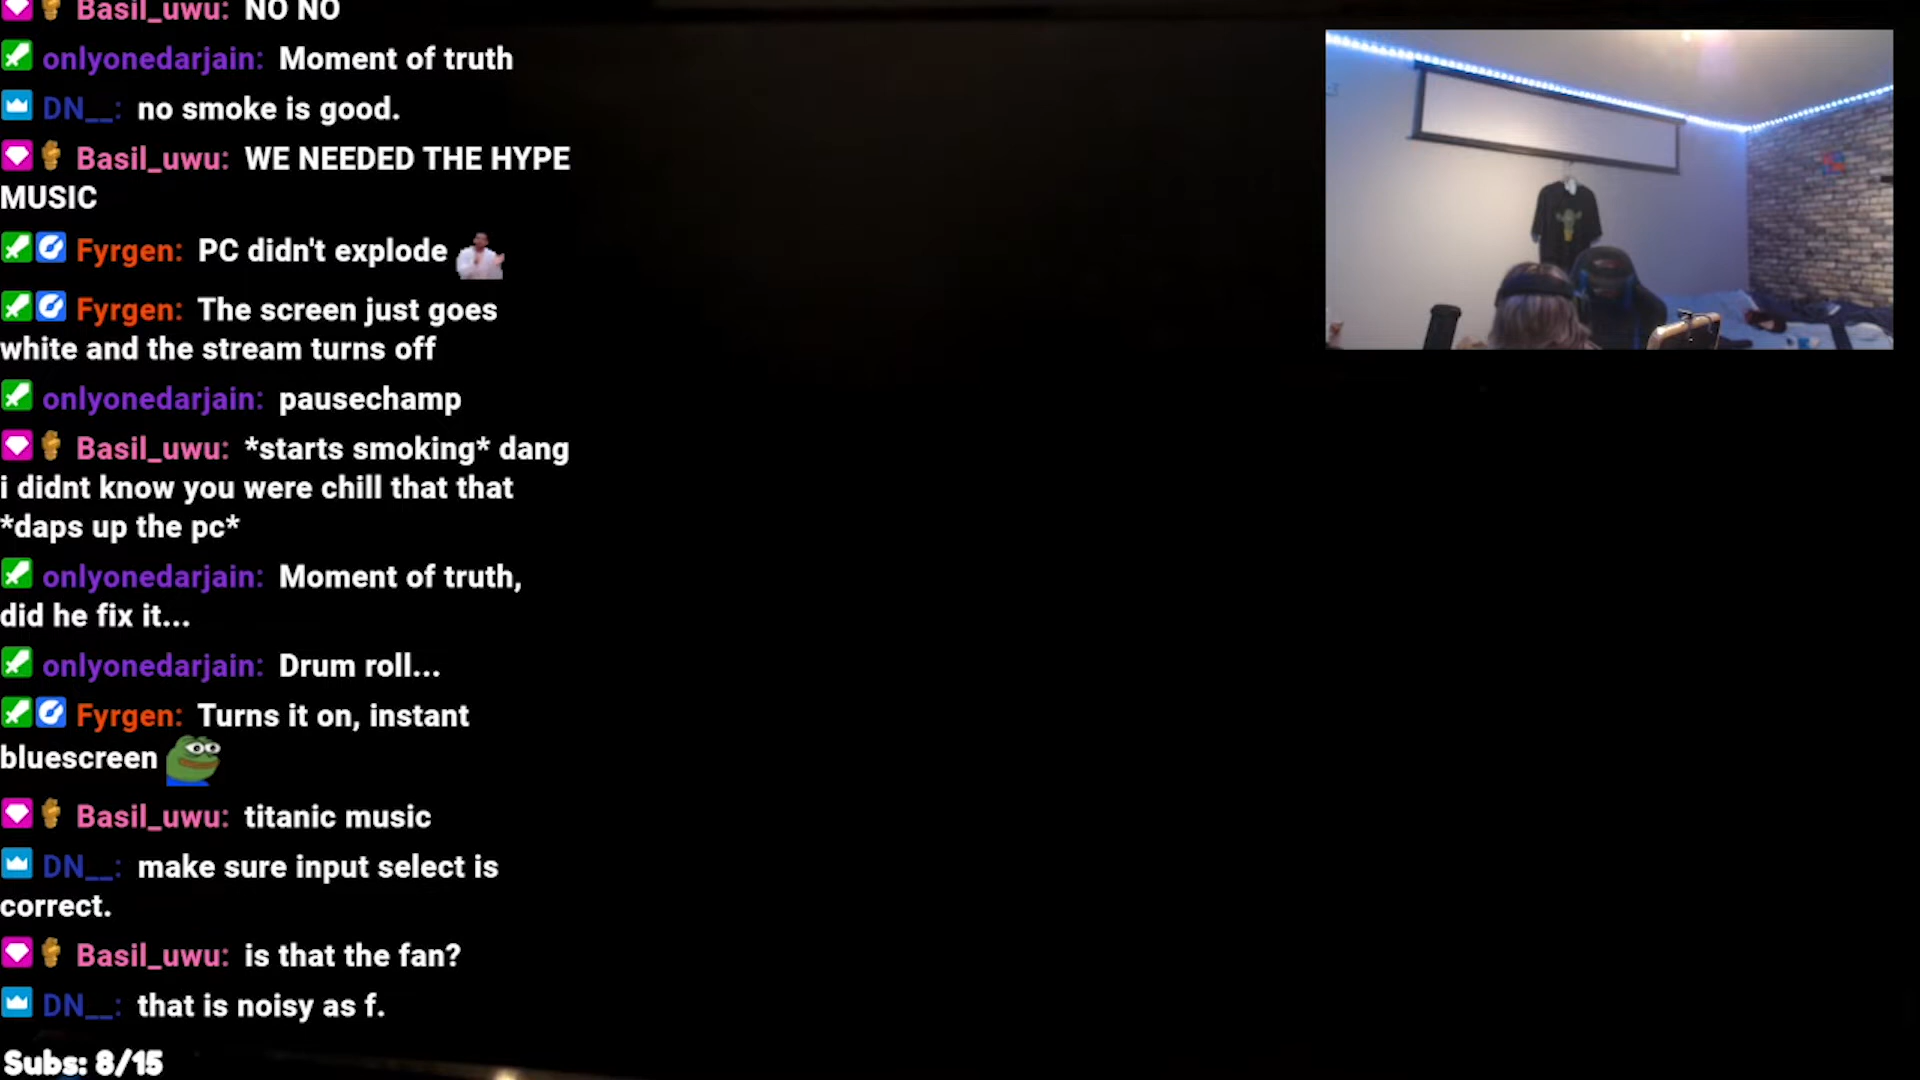 Basil_uwu: NO NO
onlyonedarjain: Moment of truth
DN__: no smoke is good.
Basil_uwu: WE NEEDED THE HYPE
MUSIC
Fyrgen: PC didn't explode
Fyrgen: The screen just goes
white and the stream turns off
onlyonedarjain: pausechamp
Basil_uwu: *starts smoking* dang
i didnt know you were chill that that
*daps up the pc*
onlyonedarjain: Moment of truth,
did he fix it...
onlyonedarjain: Drum roll...
Fyrgen: Turns it on, instant
bluescreen
Basil_uwu: titanic music
DN__: make sure input select is
correct.
Basil_uwu: is that the fan?
DN__: that is noisy as f.
Subs: 8/15